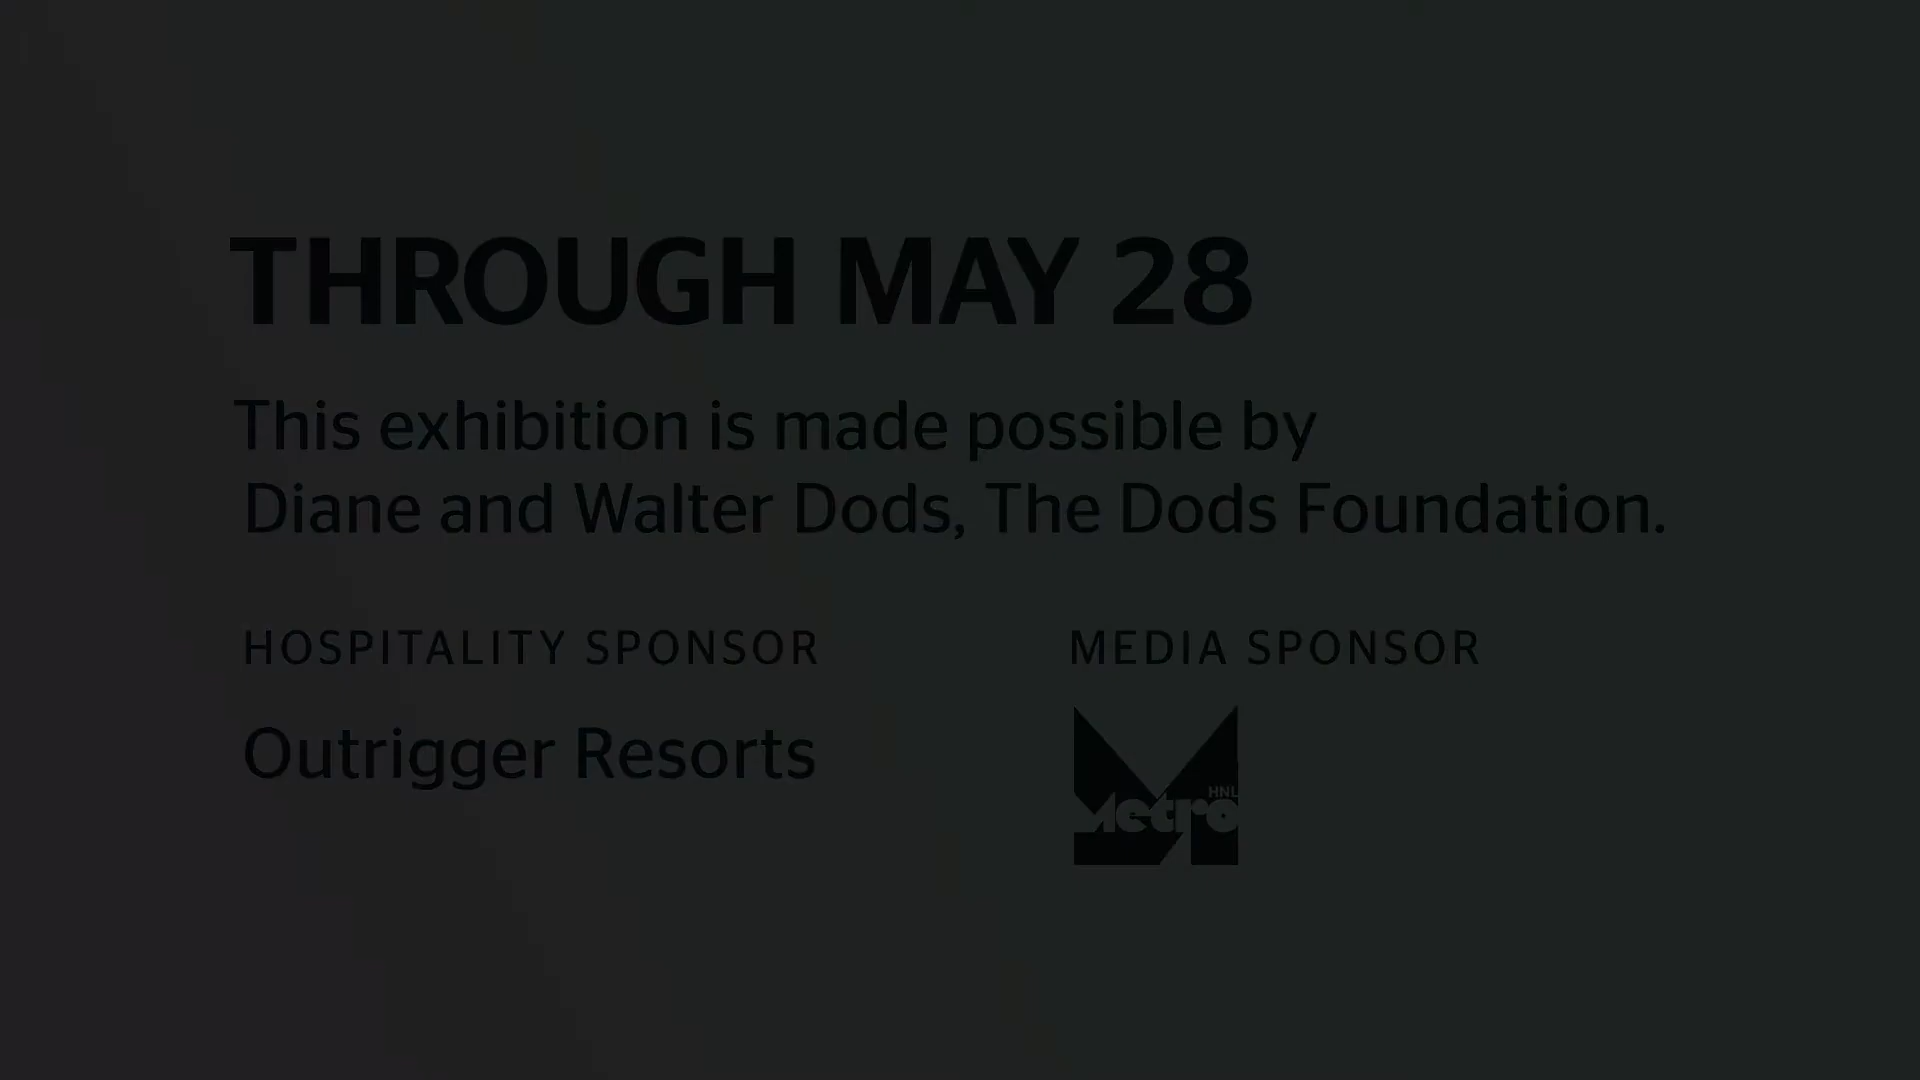 THROUGH MAY 28
This exhibition is made possible by
Diane and Walter Dods, The Dods Foundation.
HOSPITALITY SPONSOR
MEDIA SPONSOR
Outrigger Resorts
HNL
Metro